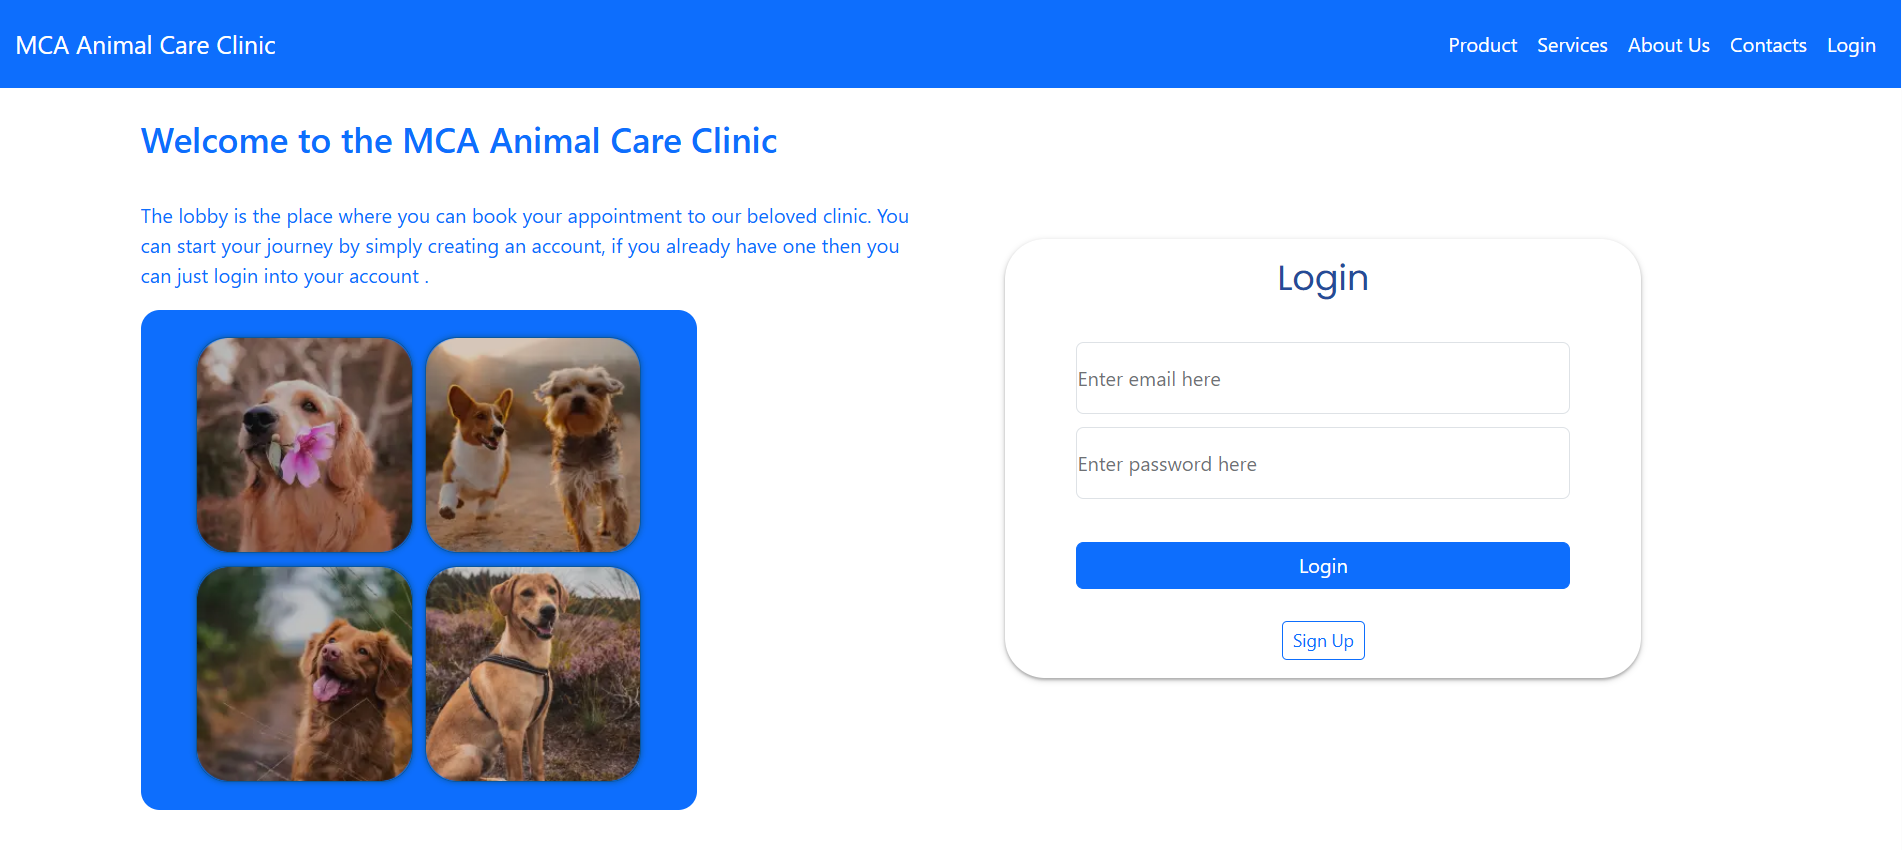 MCA Animal Care Clinic
Product Services About Us Contacts Login
Welcome to the MCA Animal Care Clinic
The lobby is the place where you can book your appointment to our beloved clinic. You
can start your journey by simply creating an account, if you already have one then you
can just login into your account .
Login
Enter email here
Enter password here
Login
Sign Up